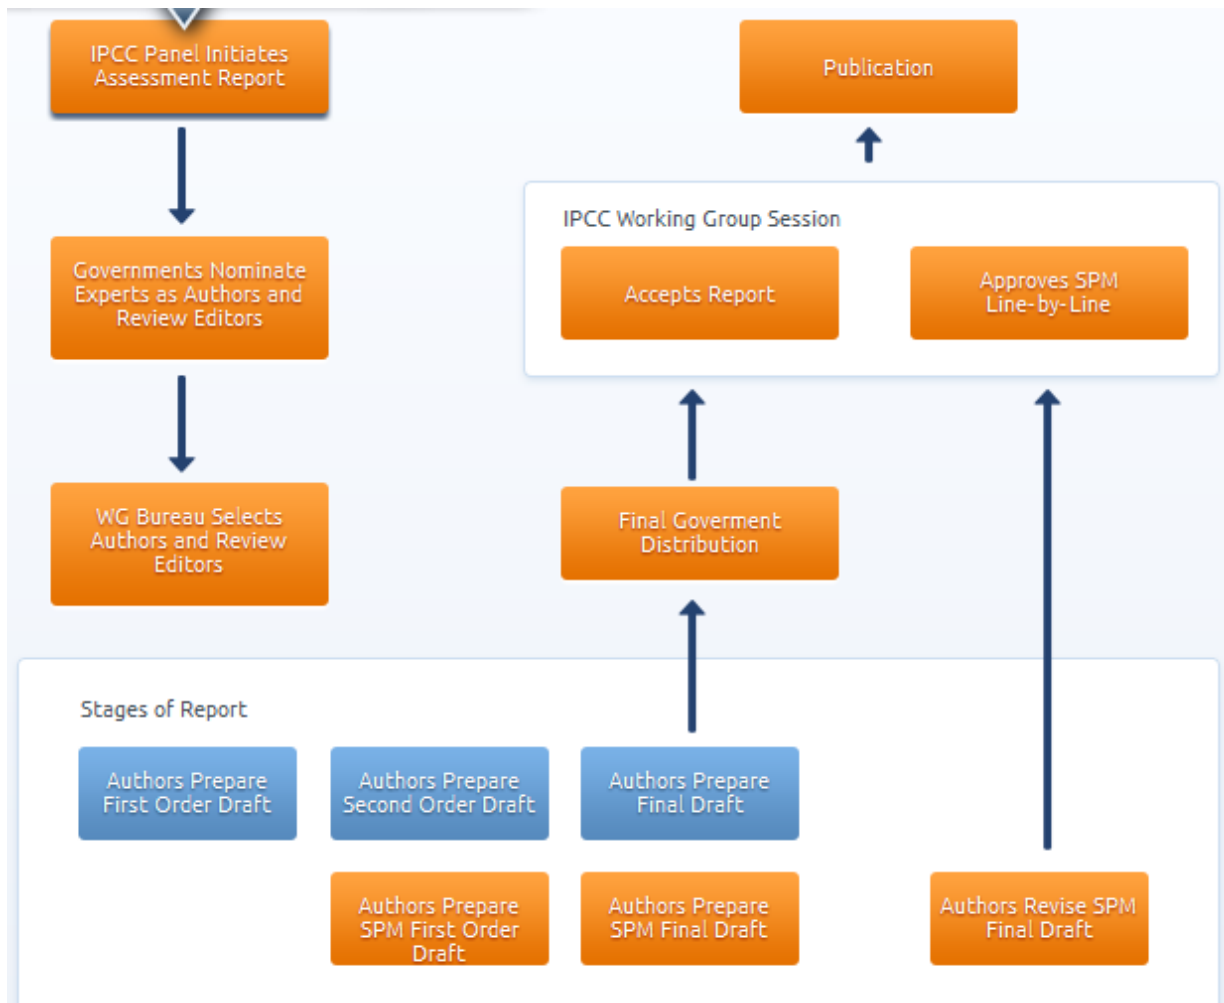 IPCC Panel Initiates
Assessment Report
Publication
IPCC Working Group Session
Governments Nominate
Experts as Authors and
Review Editors
Accepts Report
Approves SPM
Line-by-Line
WG Bureau Selects
Authors and Review
Editors
Final Goverment
Distribution
Stages of Report
Authors Prepare
First Order Draft
Authors Prepare
Second Order Draft
Authors Prepare
Final Draft
Authors Prepare
SPM First Order
Draft
Authors Prepare
SPM Final Draft
Authors Revise SPM
Final Draft